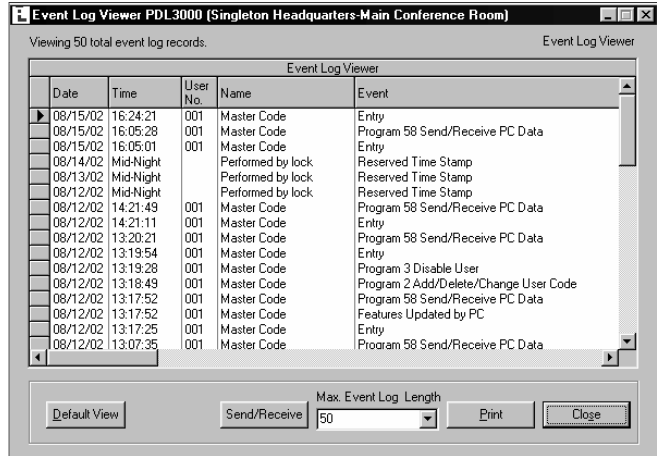 Event Log Viewer PDL3000 (Singleton Headquarters-Main Conference Room)
Viewing 50 total event log records. Event Log Viewer
Event Log Viewer
Date Time User No. Name Event
08/15/02 16:24:21 001 Master Code Entry
08/15/02 16:05:28 001 Master Code Program 58 Send/Receive PC Data
08/15/02 16:05:01 001 Master Code Entry
08/14/02 Mid-Night Performed by lock Reserved Time Stamp
08/13/02 Mid-Night Performed by lock Reserved Time Stamp
08/12/02 Mid-Night Performed by lock Reserved Time Stamp
08/12/02 14:21:49 001 Master Code Program 58 Send/Receive PC Data
08/12/02 14:21:11 001 Master Code Entry
08/12/02 13:20:21 001 Master Code Program 58 Send/Receive PC Data
08/12/02 13:19:54 001 Master Code Entry
08/12/02 13:19:28 001 Master Code Program 3 Disable User
08/12/02 13:18:49 001 Master Code Program 2 Add/Delete/Change User Code
08/12/02 13:17:52 001 Master Code Program 58 Send/Receive PC Data
08/12/02 13:17:52 001 Master Code Features Updated by PC
08/12/02 13:17:25 001 Master Code Entry
08/12/02 13:07:35 001 Master Code Program 58 Send/Receive PC Data
Max. Event Log Length
Default View Send/Receive 50 Print Close